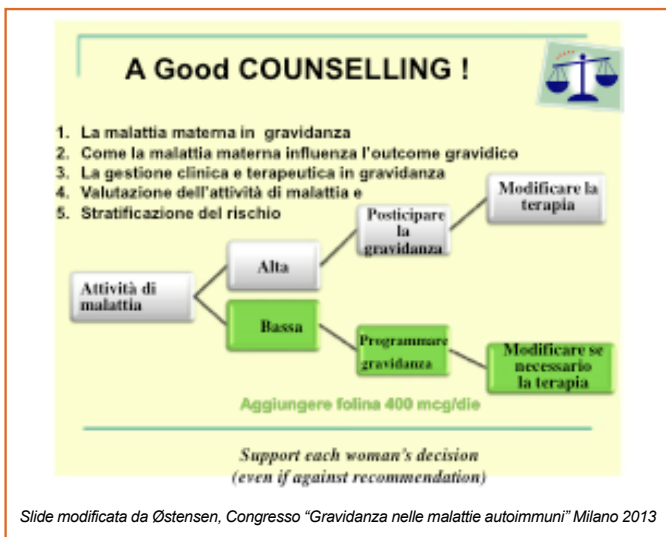 A Good COUNSELLING !
1. La malattia materna in gravidanza
2. Come la malattia materna influenza l'outcome gravidico
3. La gestione clinica e terapeutica in gravidanza
4. Valutazione dell'attività di malattia e
5. Stratificazione del rischio
Modificare la
terapia
Posticipare
la
gravidanza
Alta
Attività di
malattia
Bassa
Programmare
gravidanza
Modificare se
necessario
la terapia
Aggiungere folina 400 mcg/die
Support each woman's decision
(even if against recommendation)
Slide modificata da Østensen, Congresso “Gravidanza nelle malattie autoimmuni” Milano 2013